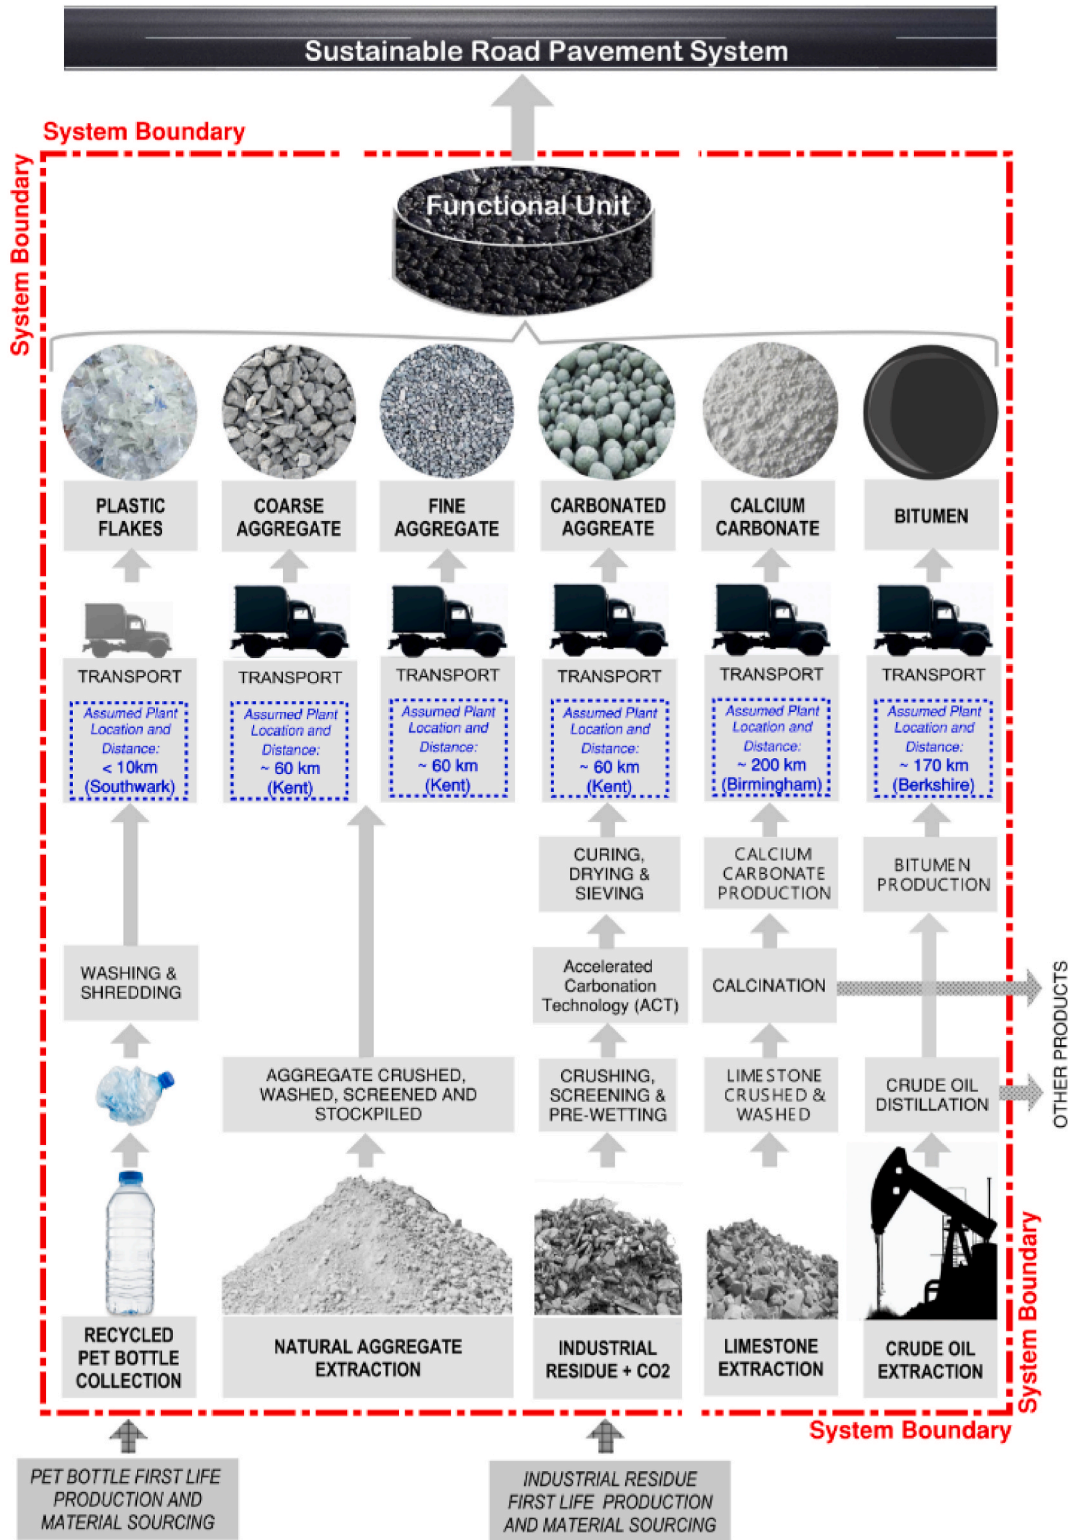 Sustainable Road Pavement System
System Boundary
System Boundary
Functional Unit
PLASTIC
FLAKES
COARSE
AGGREGATE
FINE
AGGREGATE
CARBONATED
AGGREATE
CALCIUM
CARBONATE
BITUMEN
TRANSPORT
Assumed Plant
Location and
Distance:
< 10km
(Southwark)
TRANSPORT
Assumed Plant
Location and
Distance:
~ 60 km
(Kent)
TRANSPORT
Assumed Plant
Location and
Distance:
~ 60 km
(Kent)
TRANSPORT
Assumed Plant
Location and
Distance:
~ 60 km
(Kent)
TRANSPORT
Assumed Plant
Location and
Distance:
~ 200 km
(Birmingham)
TRANSPORT
Assumed Plant
Location and
Distance:
~ 170 km
(Berkshire)
CURING,
DRYING &
SIEVING
CALCIUM
CARBONATE
PRODUCTION
BITUMEN
PRODUCTION
WASHING &
SHREDDING
Accelerated
Carbonation
Technology (ACT)
CALCINATION
OTHER PRODUCTS
AGGREGATE CRUSHED,
WASHED, SCREENED AND
STOCKPILED
CRUSHING,
SCREENING &
PRE-WETTING
LIMESTONE
CRUSHED &
WASHED
CRUDE OIL
DISTILLATION
RECYCLED
PET BOTTLE
COLLECTION
NATURAL AGGREGATE
EXTRACTION
INDUSTRIAL
RESIDUE + CO2
LIMESTONE
EXTRACTION
CRUDE OIL
EXTRACTION
System Boundary
System Boundary
PET BOTTLE FIRST LIFE
PRODUCTION AND
MATERIAL SOURCING
INDUSTRIAL RESIDUE
FIRST LIFE PRODUCTION
AND MATERIAL SOURCING